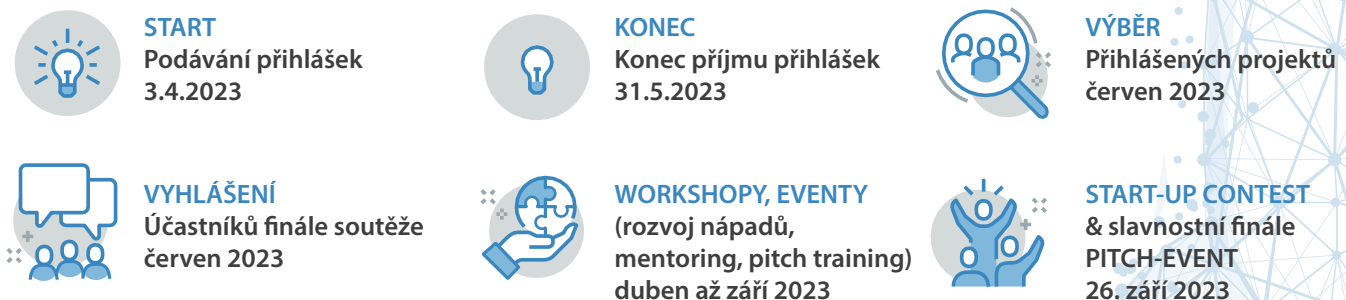 START
Podávání přihlášek
3.4.2023
KONEC
Konec příjmu přihlášek
31.5.2023
VÝBĚR
Přihlášených projektů
červen 2023
VYHLÁŠENÍ
Účastníků finále soutěže
červen 2023
WORKSHOPY, EVENTY
(rozvoj nápadů,
mentoring, pitch training)
duben až září 2023
START-UP CONTEST
& slavnostní finále
PITCH-EVENT
26. září 2023